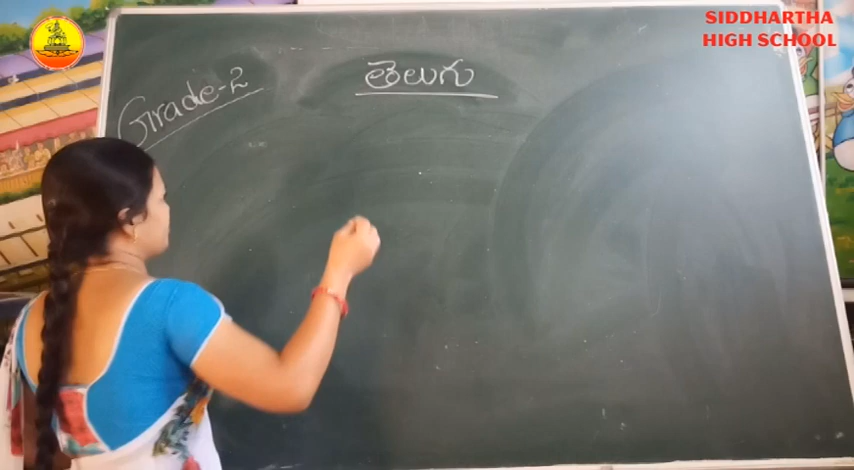 SIDDHARTHA
HIGH SCHOOL
Grade-2
తెలుగు